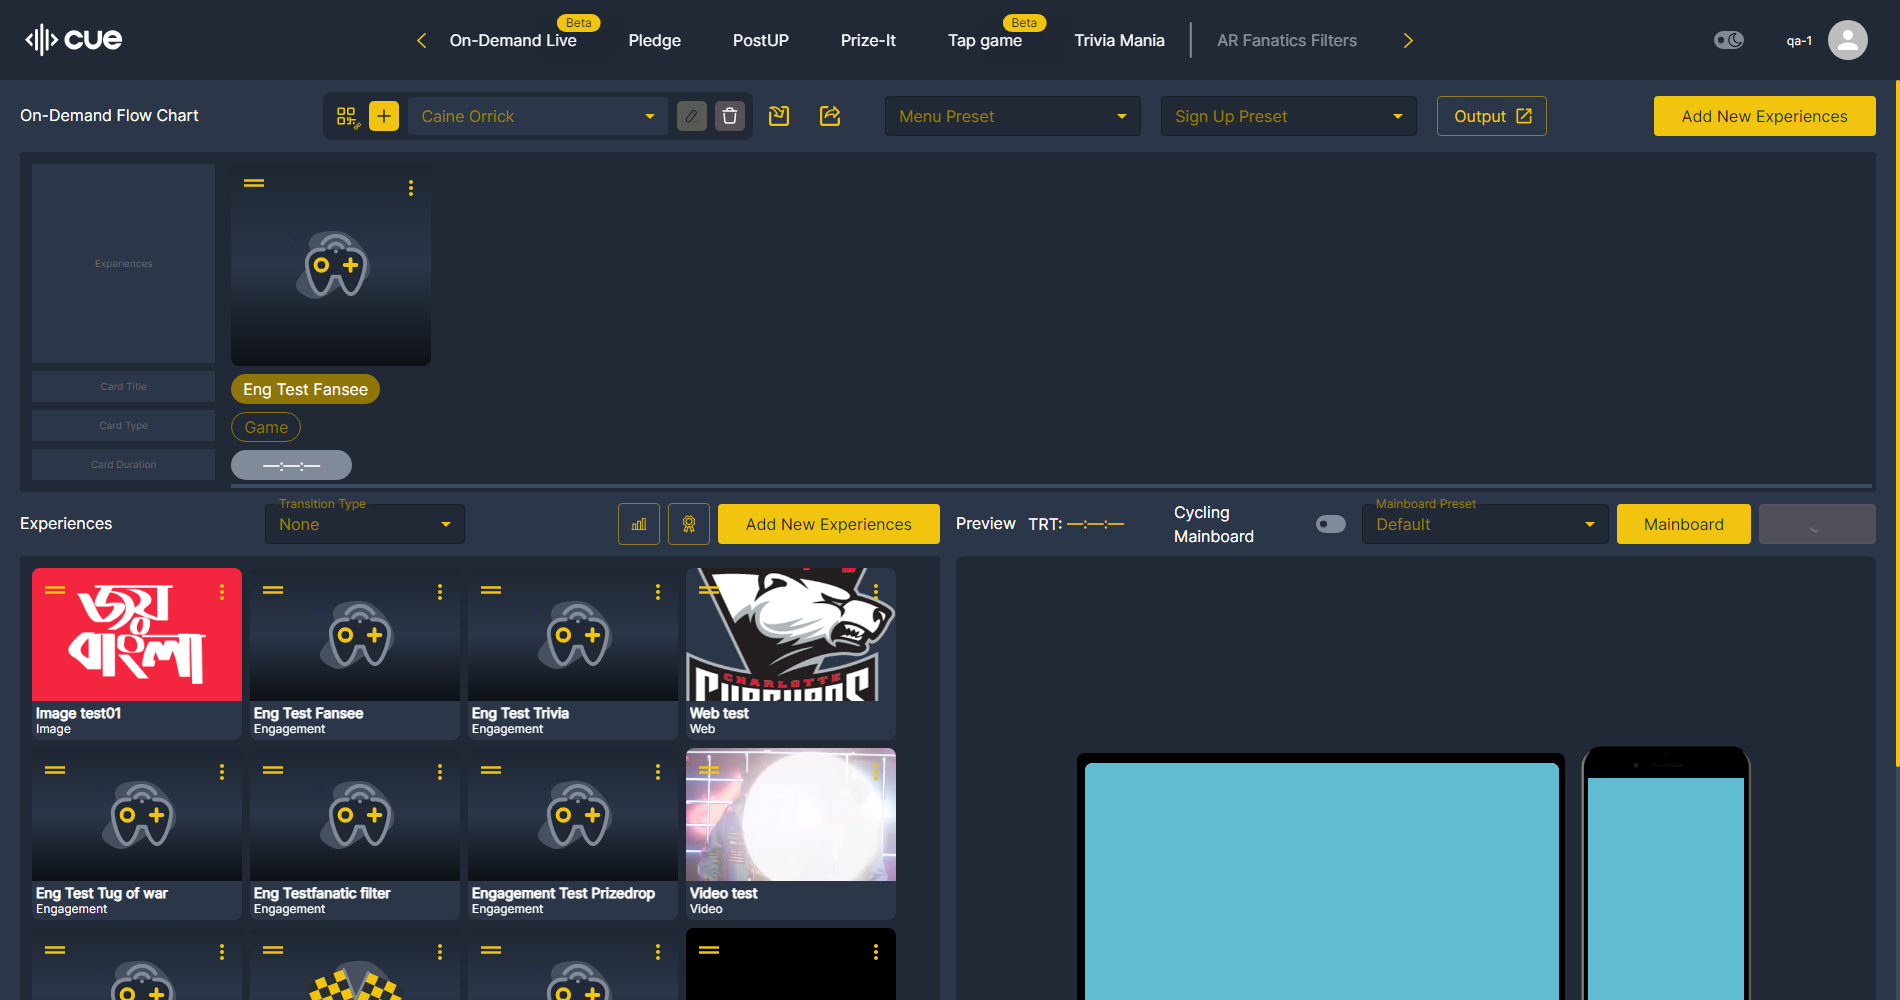 cue
On-Demand Live
Beta
Pledge
PostUP
Prize-It
Tap game
Beta
Trivia Mania
AR Fanatics Filters
qa-1
On-Demand Flow Chart
Caine Orrick
Menu Preset
Sign Up Preset
Output
Add New Experiences
Experiences
Card Title
Eng Test Fansee
Card Type
Game
Card Duration
—:—:—
Experiences
Transition Type
None
Add New Experiences
Preview
TRT: —:—:—
Cycling
Mainboard
Mainboard Preset
Default
Mainboard
জয়
বাংলা
CHARLOTTE
Image test01
Image
Eng Test Fansee
Engagement
Eng Test Trivia
Engagement
Web test
Web
Eng Test Tug of war
Engagement
Eng Testfanatic filter
Engagement
Engagement Test Prizedrop
Engagement
Video test
Video